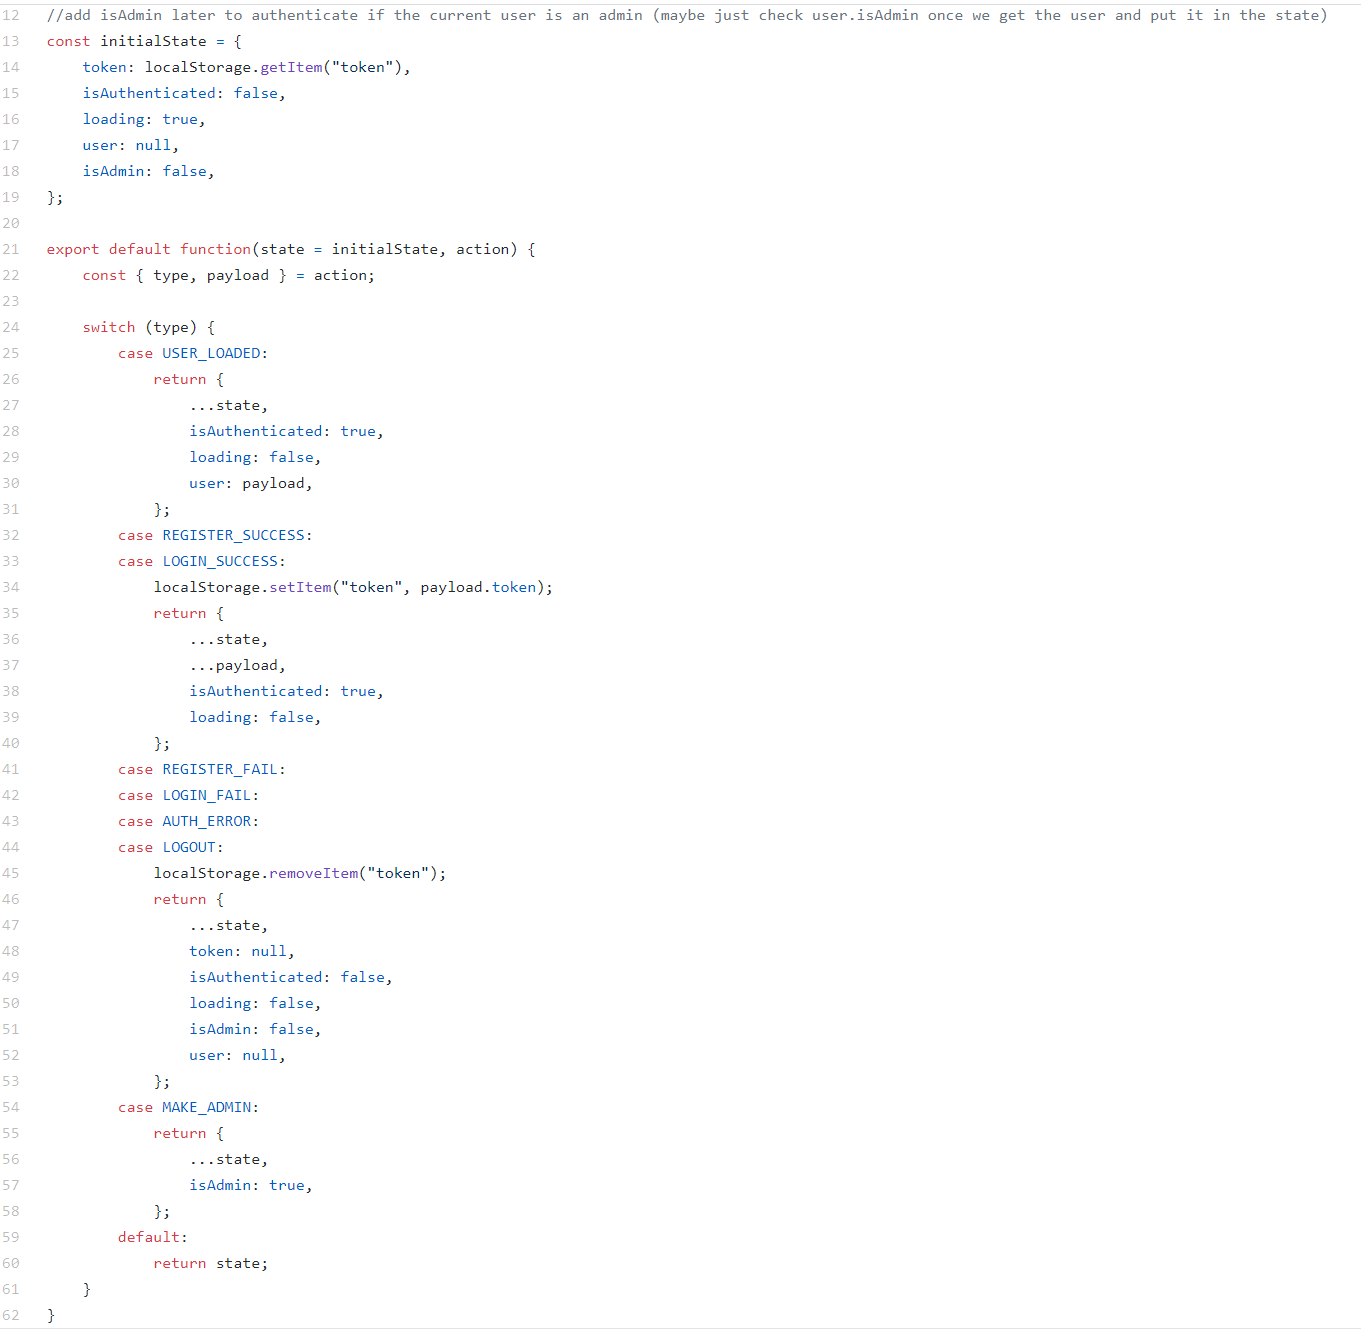 12 //add isAdmin later to authenticate if the current user is an admin (maybe just check user.isAdmin once we get the user and put it in the state)
13 const initialState = {
14     token: localStorage.getItem("token"),
15     isAuthenticated: false,
16     loading: true,
17     user: null,
18     isAdmin: false,
19 };
20
21 export default function(state = initialState, action) {
22     const { type, payload } = action;
23
24     switch (type) {
25         case USER_LOADED:
26             return {
27                 ...state,
28                 isAuthenticated: true,
29                 loading: false,
30                 user: payload,
31             };
32         case REGISTER_SUCCESS:
33         case LOGIN_SUCCESS:
34             localStorage.setItem("token", payload.token);
35             return {
36                 ...state,
37                 ...payload,
38                 isAuthenticated: true,
39                 loading: false,
40             };
41         case REGISTER_FAIL:
42         case LOGIN_FAIL:
43         case AUTH_ERROR:
44         case LOGOUT:
45             localStorage.removeItem("token");
46             return {
47                 ...state,
48                 token: null,
49                 isAuthenticated: false,
50                 loading: false,
51                 isAdmin: false,
52                 user: null,
53             };
54         case MAKE_ADMIN:
55             return {
56                 ...state,
57                 isAdmin: true,
58             };
59         default:
60             return state;
61     }
62 }